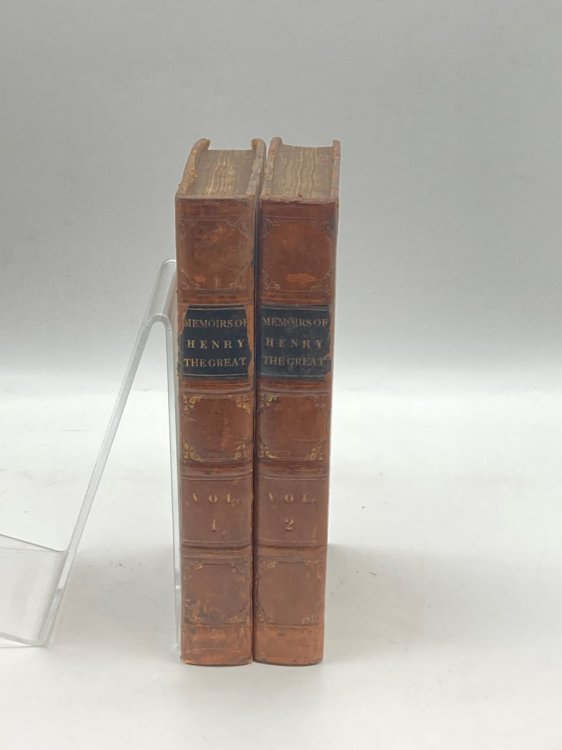 MEMOIRS OF
HENRY
THE GREAT
VOL.
1
MEMOIRS OF
HENRY
THE GREAT
VOL.
2